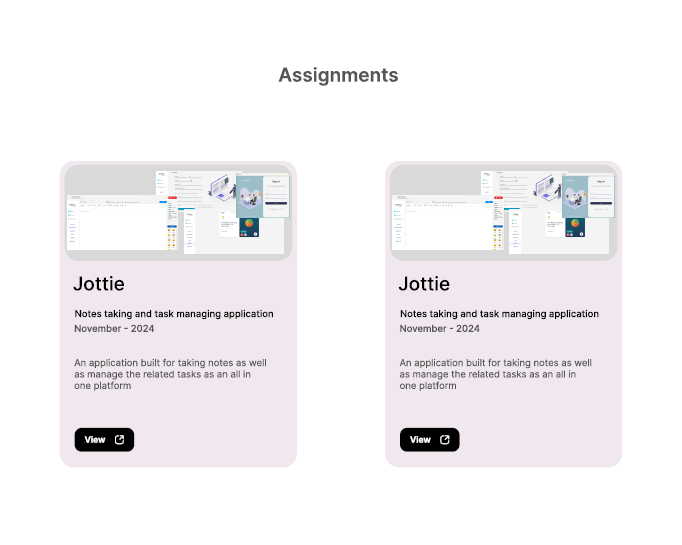 Assignments
Jottie
Notes taking and task managing application
November - 2024
An application built for taking notes as well
as manage the related tasks as an all in
one platform
View
Jottie
Notes taking and task managing application
November - 2024
An application built for taking notes as well
as manage the related tasks as an all in
one platform
View